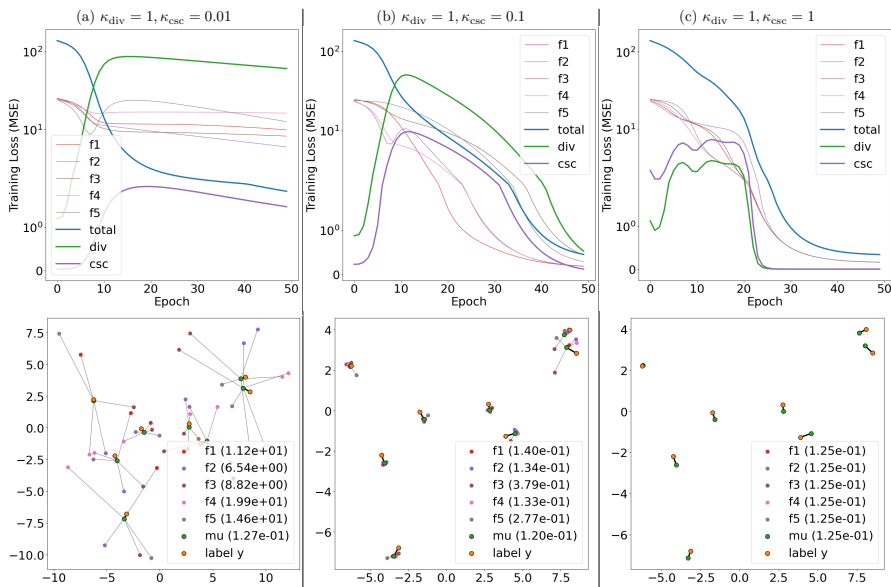 (a) κdiv = 1, κcsc = 0.01
(b) κdiv = 1, κcsc = 0.1
(c) κdiv = 1, κcsc = 1
Training Loss (MSE)
10²
10¹
10⁰
0
f1
f2
f3
f4
f5
total
div
csc
0 10 20 30 40 50
Epoch
Training Loss (MSE)
10²
10¹
10⁰
0
f1
f2
f3
f4
f5
total
div
csc
0 10 20 30 40 50
Epoch
Training Loss (MSE)
10²
10¹
10⁰
0
f1
f2
f3
f4
f5
total
div
csc
0 10 20 30 40 50
Epoch
7.5
5.0
2.5
0.0
−2.5
−5.0
−7.5
−10.0
f1 (1.12e+01)
f2 (6.54e+00)
f3 (8.82e+00)
f4 (1.99e+01)
f5 (1.46e+01)
mu (1.27e-01)
label y
−10 −5 0 5 10
4
2
0
−2
−4
−6
f1 (1.40e-01)
f2 (1.34e-01)
f3 (3.79e-01)
f4 (1.33e-01)
f5 (2.77e-01)
mu (1.20e-01)
label y
−5.0 −2.5 0.0 2.5 5.0 7.5
4
2
0
−2
−4
−6
f1 (1.25e-01)
f2 (1.25e-01)
f3 (1.25e-01)
f4 (1.25e-01)
f5 (1.25e-01)
mu (1.25e-01)
label y
−5.0 −2.5 0.0 2.5 5.0 7.5